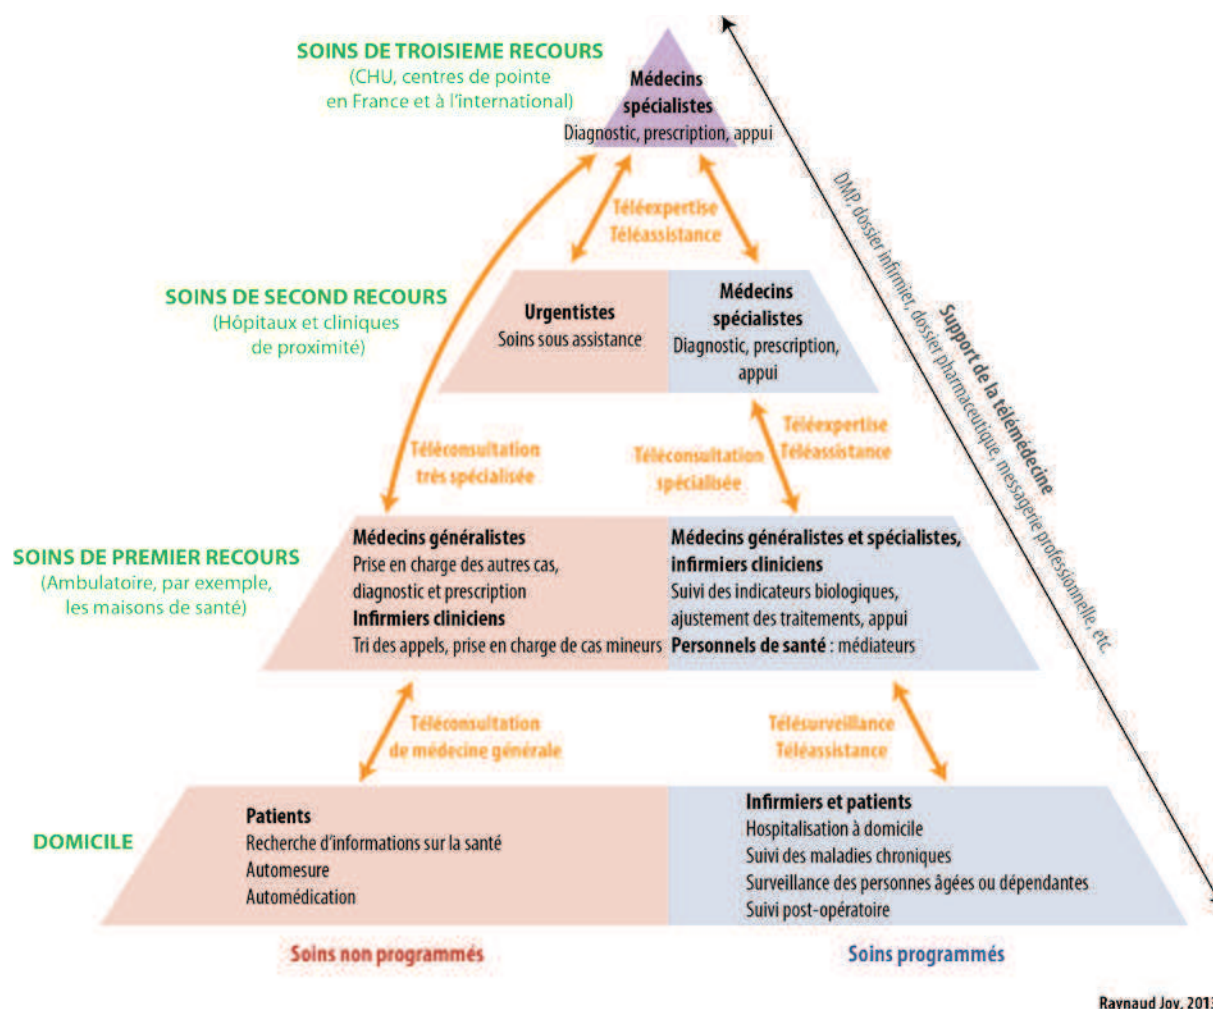 SOINS DE TROISIEME RECOURS
(CHU, centres de pointe
en France et à l'international)
Médecins
spécialistes
Diagnostic, prescription, appui
Téléexpertise
Téléassistance
DMP, dossier infirmier, dossier pharmaceutique, messagerie professionnelle, etc.
Support de la télémédecine
SOINS DE SECOND RECOURS
(Hôpitaux et cliniques
de proximité)
Urgentistes
Soins sous assistance
Médecins
spécialistes
Diagnostic, prescription,
appui
Téléconsultation
très spécialisée
Téléconsultation
spécialisée
Téléexpertise
Téléassistance
SOINS DE PREMIER RECOURS
(Ambulatoire, par exemple,
les maisons de santé)
Médecins généralistes
Prise en charge des autres cas,
diagnostic et prescription
Infirmiers cliniciens
Tri des appels, prise en charge de cas mineurs
Médecins généralistes et spécialistes,
infirmiers cliniciens
Suivi des indicateurs biologiques,
ajustement des traitements, appui
Personnels de santé : médiateurs
Téléconsultation
de médecine générale
Télésurveillance
Téléassistance
DOMICILE
Patients
Recherche d'informations sur la santé
Automesure
Automédication
Infirmiers et patients
Hospitalisation à domicile
Suivi des maladies chroniques
Surveillance des personnes âgées ou dépendantes
Suivi post-opératoire
Soins non programmés
Soins programmés
Raynaud Joy, 2013